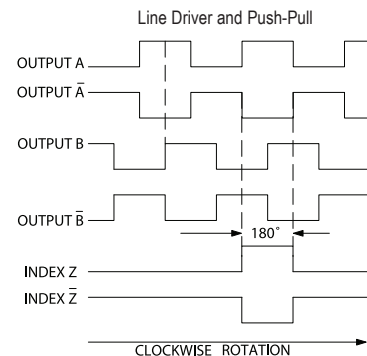 Line Driver and Push-Pull
OUTPUT A
OUTPUT A̅
OUTPUT B
OUTPUT B̅
180°
INDEX Z
INDEX Z̅
CLOCKWISE ROTATION